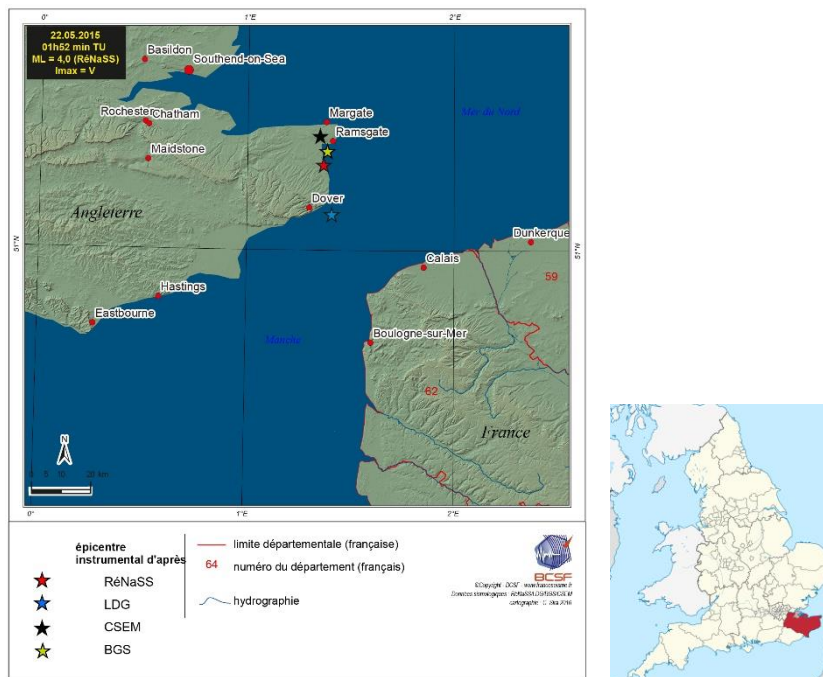 22.05.2015
01h52 min TU
ML = 4,0 (RéNaSS)
Imax = V
1°E
2°E
Basildon
Southend-on-Sea
Mer du Nord
Rochester
Chatham
Margate
Ramsgate
Maidstone
Angleterre
Dover
Dunkerque
51°N
51°N
Calais
59
Hastings
Eastbourne
Boulogne-sur-Mer
Manche
62
France
N
0 5 10 20 km
0°
1°E
2°E
épicentre
instrumental d'après
RéNaSS
LDG
CSEM
BGS
limite départementale (française)
64 numéro du département (français)
hydrographie
BCSF